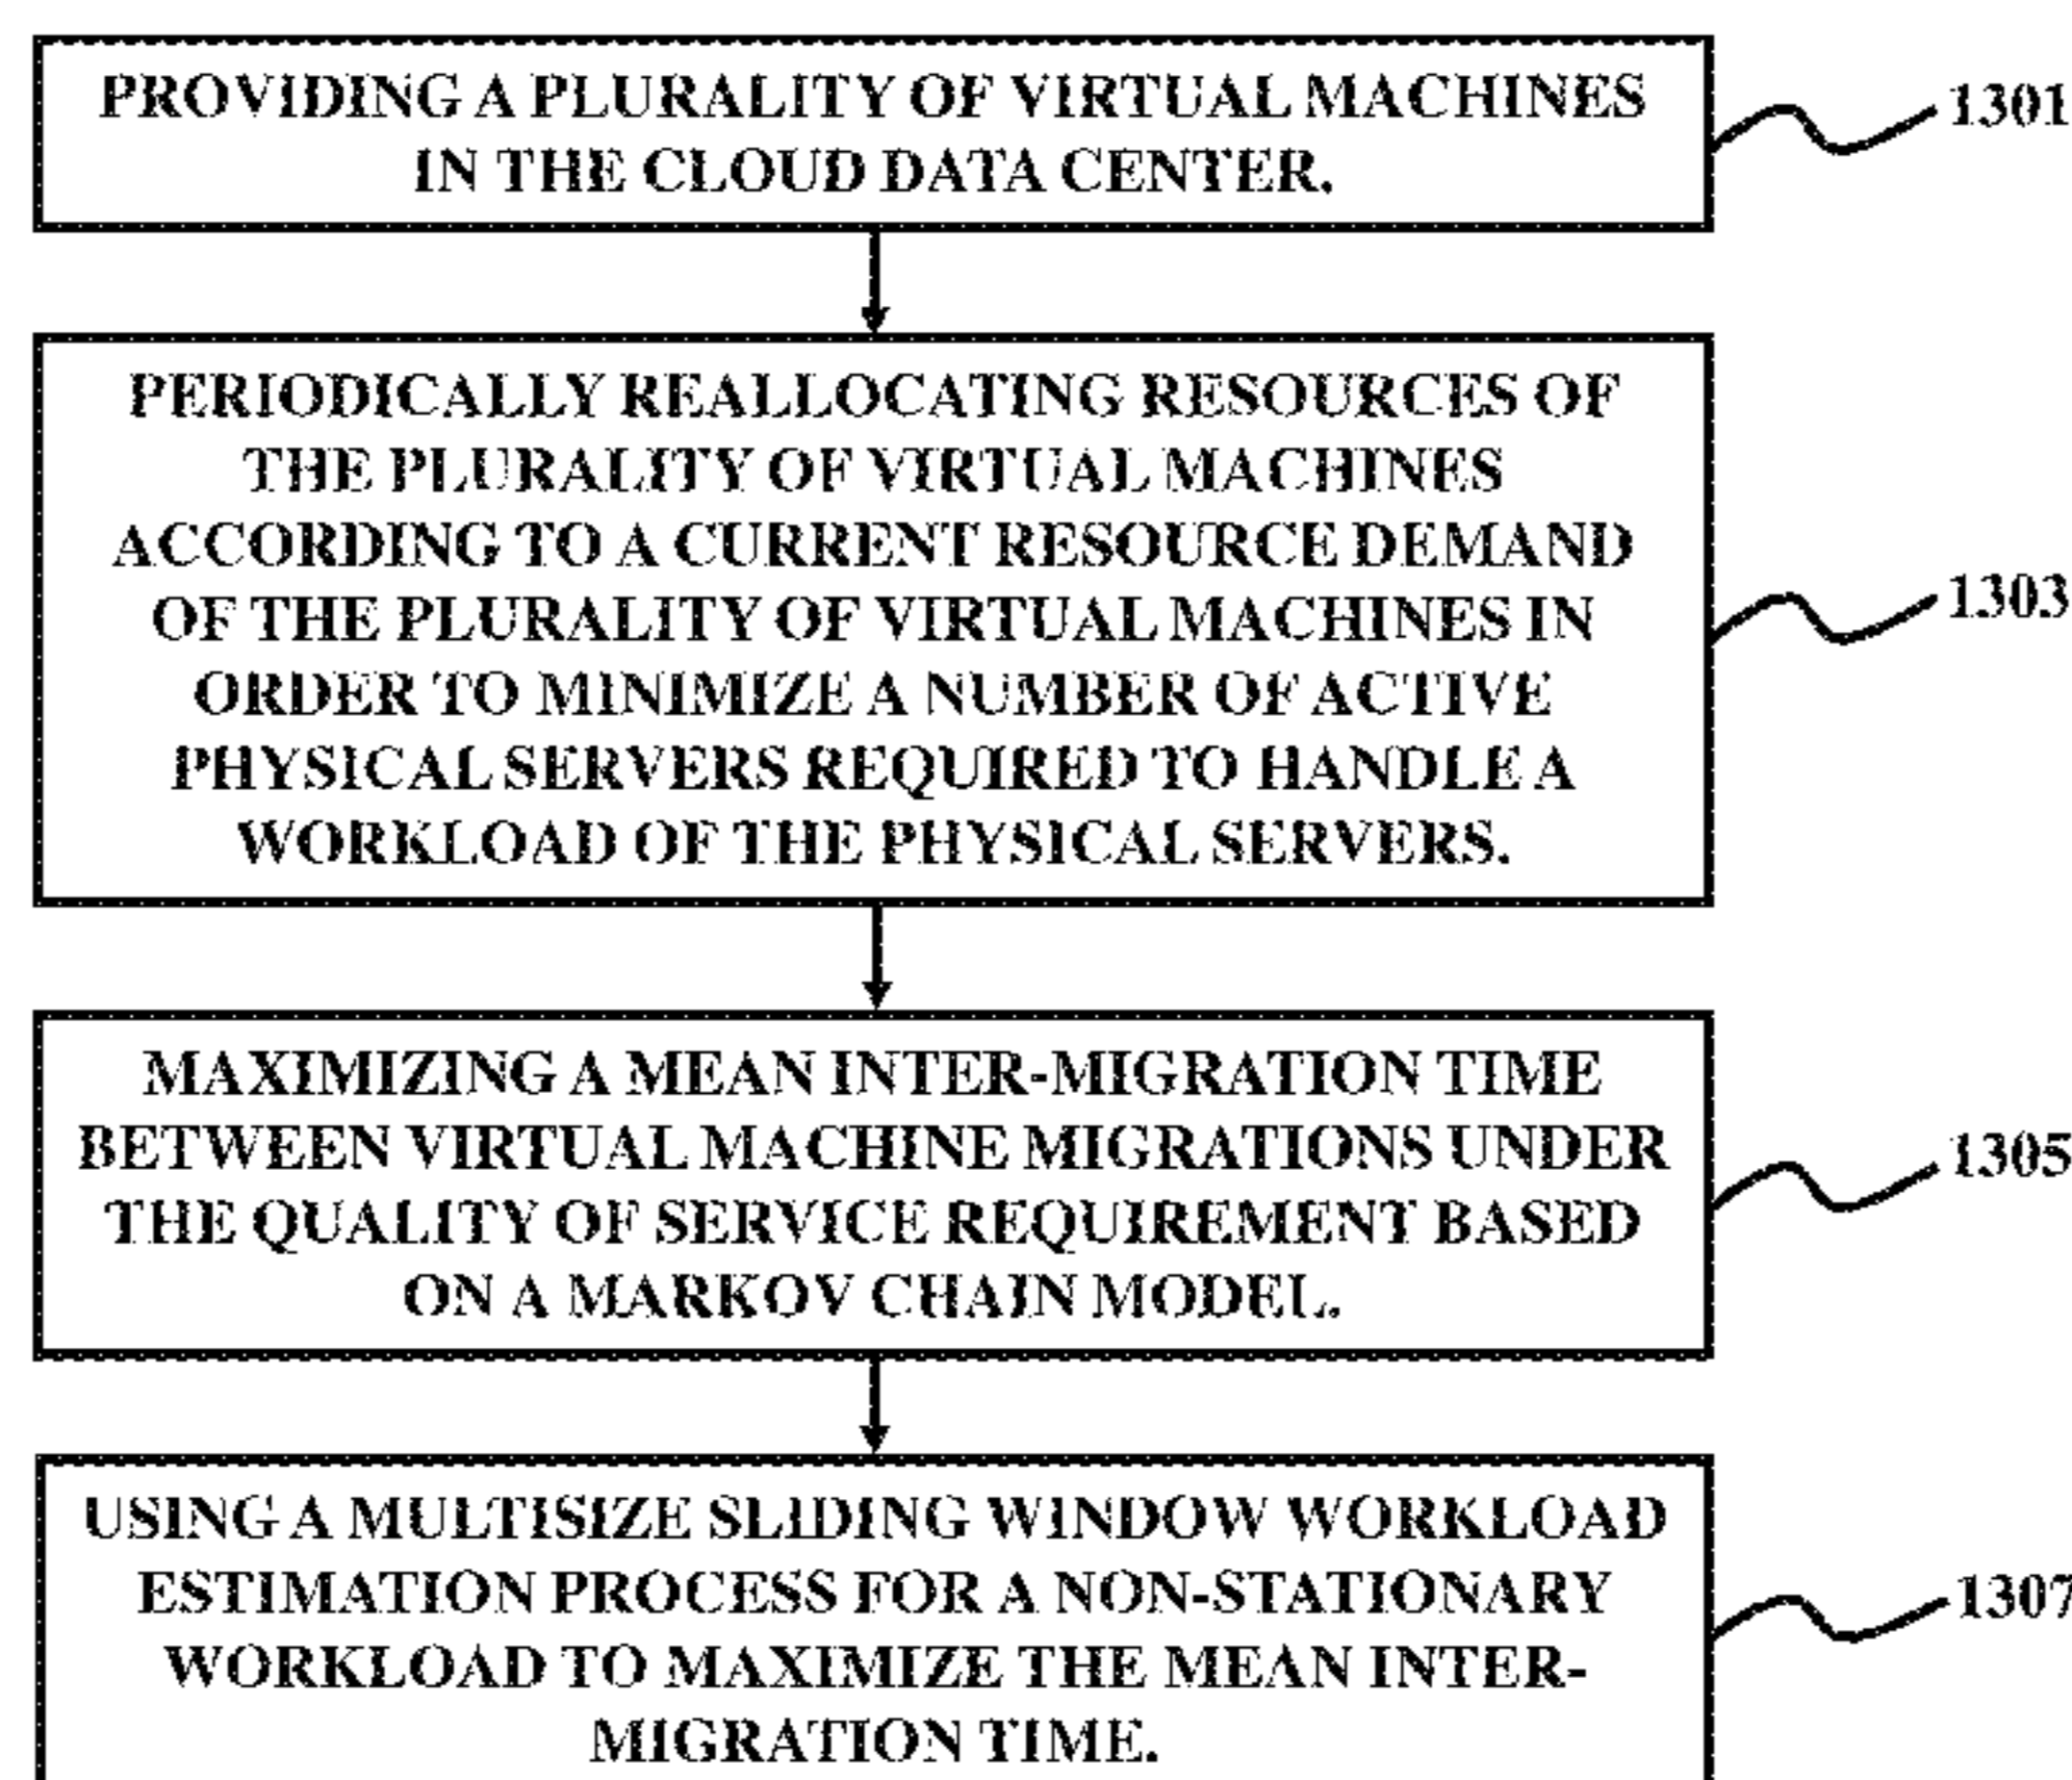 PROVIDING A PLURALITY OF VIRTUAL MACHINES
IN THE CLOUD DATA CENTER.
1301
PERIODICALLY REALLOCATING RESOURCES OF
THE PLURALITY OF VIRTUAL MACHINES
ACCORDING TO A CURRENT RESOURCE DEMAND
OF THE PLURALITY OF VIRTUAL MACHINES IN
ORDER TO MINIMIZE A NUMBER OF ACTIVE
PHYSICAL SERVERS REQUIRED TO HANDLE A
WORKLOAD OF THE PHYSICAL SERVERS.
1303
MAXIMIZING A MEAN INTER-MIGRATION TIME
BETWEEN VIRTUAL MACHINE MIGRATIONS UNDER
THE QUALITY OF SERVICE REQUIREMENT BASED
ON A MARKOV CHAIN MODEL.
1305
USING A MULTISIZE SLIDING WINDOW WORKLOAD
ESTIMATION PROCESS FOR A NON-STATIONARY
WORKLOAD TO MAXIMIZE THE MEAN INTER-
MIGRATION TIME.
1307